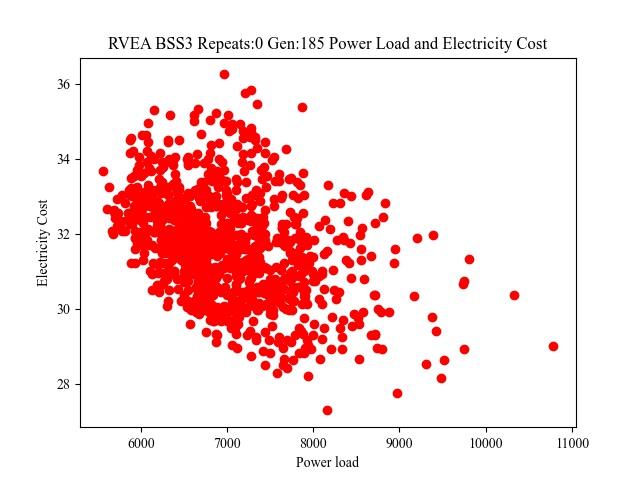 RVEA BSS3 Repeats:0 Gen:185 Power Load and Electricity Cost
36
34
32
30
28
Electricity Cost
6000 7000 8000 9000 10000 11000
Power load